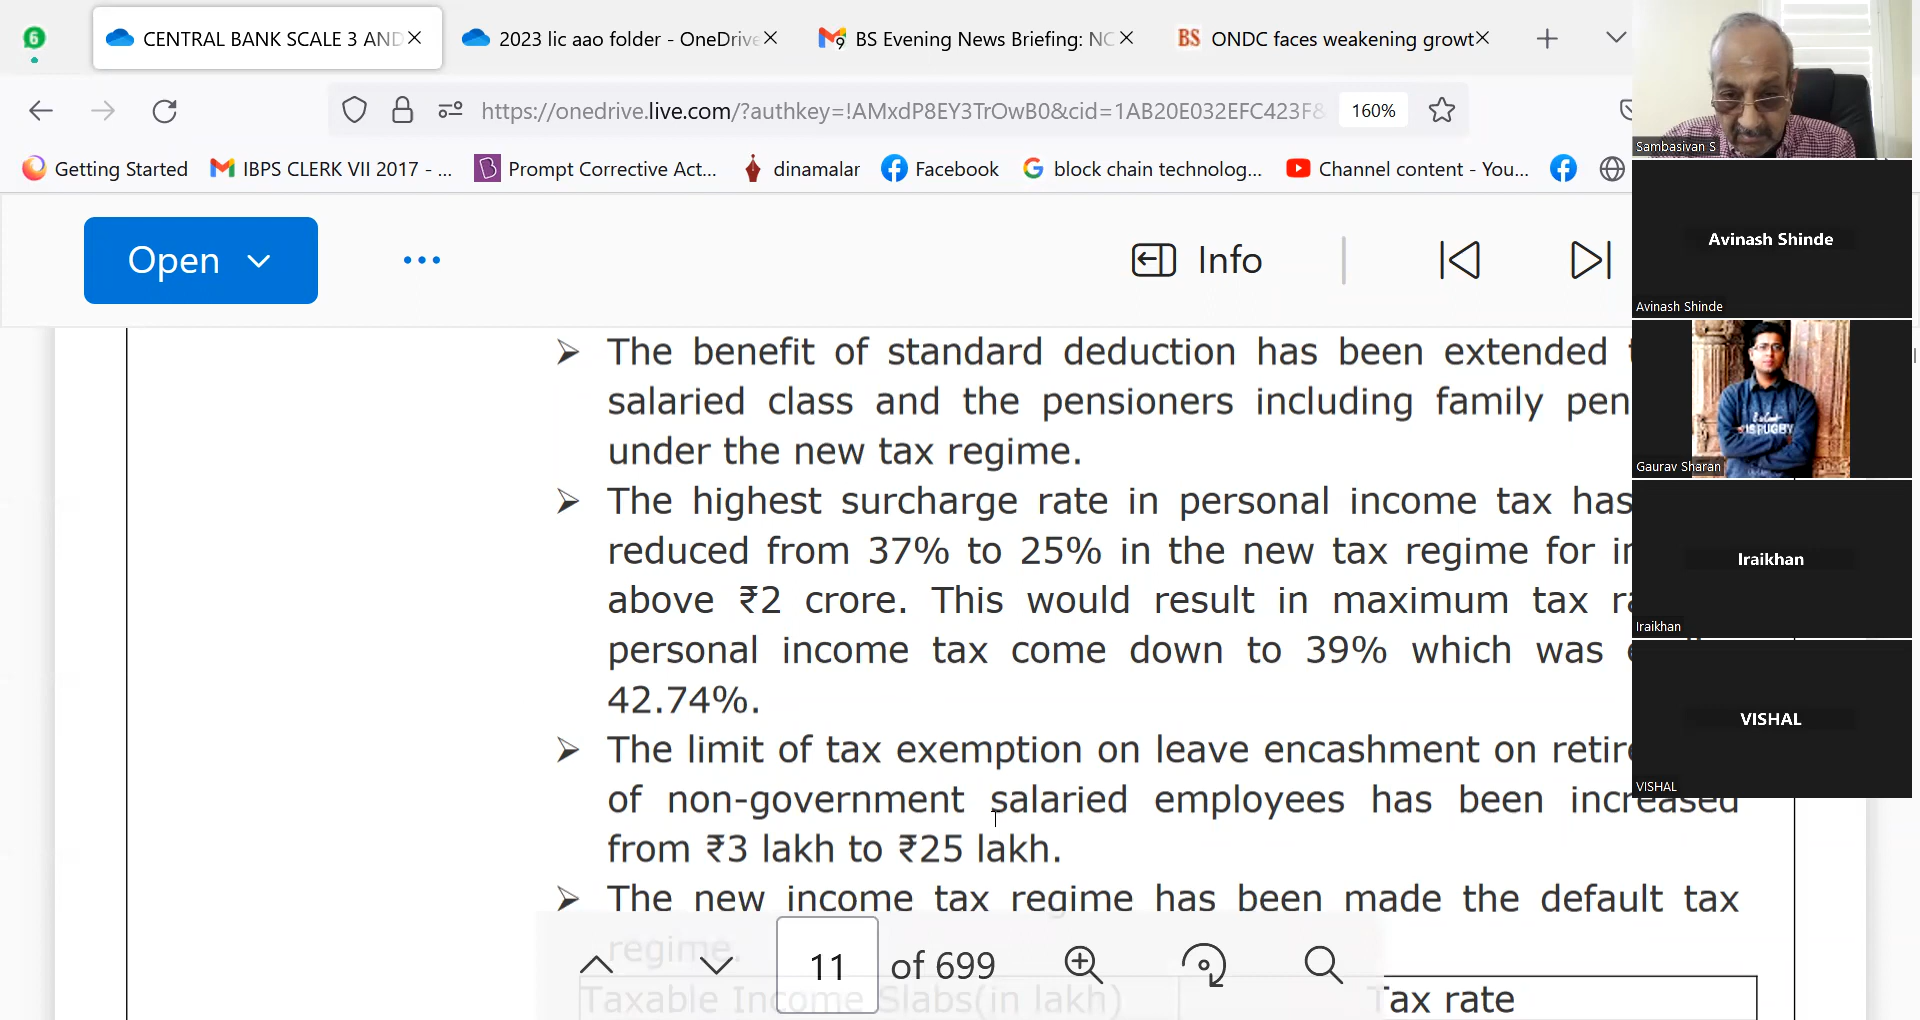 6
CENTRAL BANK SCALE 3 AND
2023 lic aao folder - OneDrive
9 BS Evening News Briefing: NC
BS ONDC faces weakening growt
https://onedrive.live.com/?authkey=!AMxdP8EY3TrOwB0&cid=1AB20E032EFC423F&
160%
Getting Started
IBPS CLERK VII 2017 - ...
Prompt Corrective Act...
dinamalar
Facebook
block chain technolog...
Channel content - You...
Open
Info
The benefit of standard deduction has been extended
salaried class and the pensioners including family pen
under the new tax regime.
The highest surcharge rate in personal income tax has
reduced from 37% to 25% in the new tax regime for
above ₹2 crore. This would result in maximum tax
personal income tax come down to 39% which was
42.74%.
The limit of tax exemption on leave encashment on retir
of non-government salaried employees has been increased
from ₹3 lakh to ₹25 lakh.
The new income tax regime has been made the default tax
regime.
11 of 699
Taxable Income Slabs(in lakh)
Tax rate
Sambasivan S
Avinash Shinde
Avinash Shinde
IS RUGBY
Gaurav Sharan
Iraikhan
Iraikhan
VISHAL
VISHAL